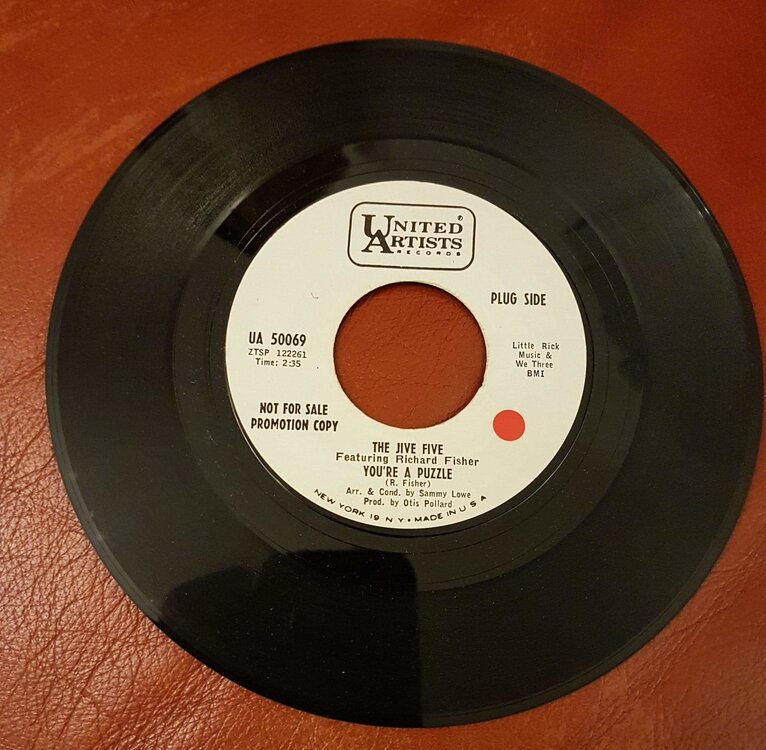 UNITED ®
ARTISTS
RECORDS
PLUG SIDE
UA 50069
ZTSP 122261
Time: 2:35
Little Rick
Music &
We Three
BMI
NOT FOR SALE
PROMOTION COPY
THE JIVE FIVE
Featuring Richard Fisher
YOU'RE A PUZZLE
(R. Fisher)
Arr. & Cond. by Sammy Lowe
Prod. by Otis Pollard
NEW YORK 19 N Y • MADE IN U S A